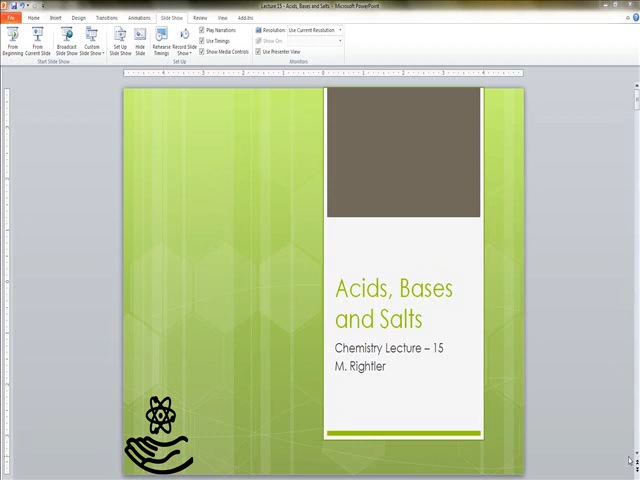 Lecture 15 - Acids, Bases and Salts - Microsoft PowerPoint
File Home Insert Design Transitions Animations Slide Show Review View Add-Ins
From Beginning
From Current Slide
Broadcast Slide Show
Custom Slide Show
Start Slide Show
Set Up Slide Show
Hide Slide
Rehearse Timings
Record Slide Show
Play Narrations
Use Timings
Show Media Controls
Set Up
Resolution: Use Current Resolution
Show On:
Use Presenter View
Monitors
Acids, Bases
and Salts
Chemistry Lecture – 15
M. Rightler